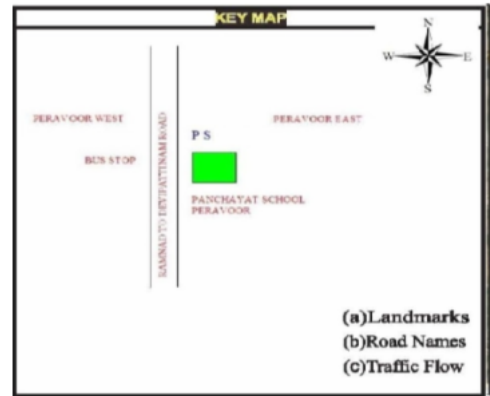 KEY MAP
N
W E
S
PERAVOOR WEST
PERAVOOR EAST
P S
BUS STOP
RAMNAD TO DEVIPATTINAM ROAD
PANCHAYAT SCHOOL
PERAVOOR
(a)Landmarks
(b)Road Names
(c)Traffic Flow